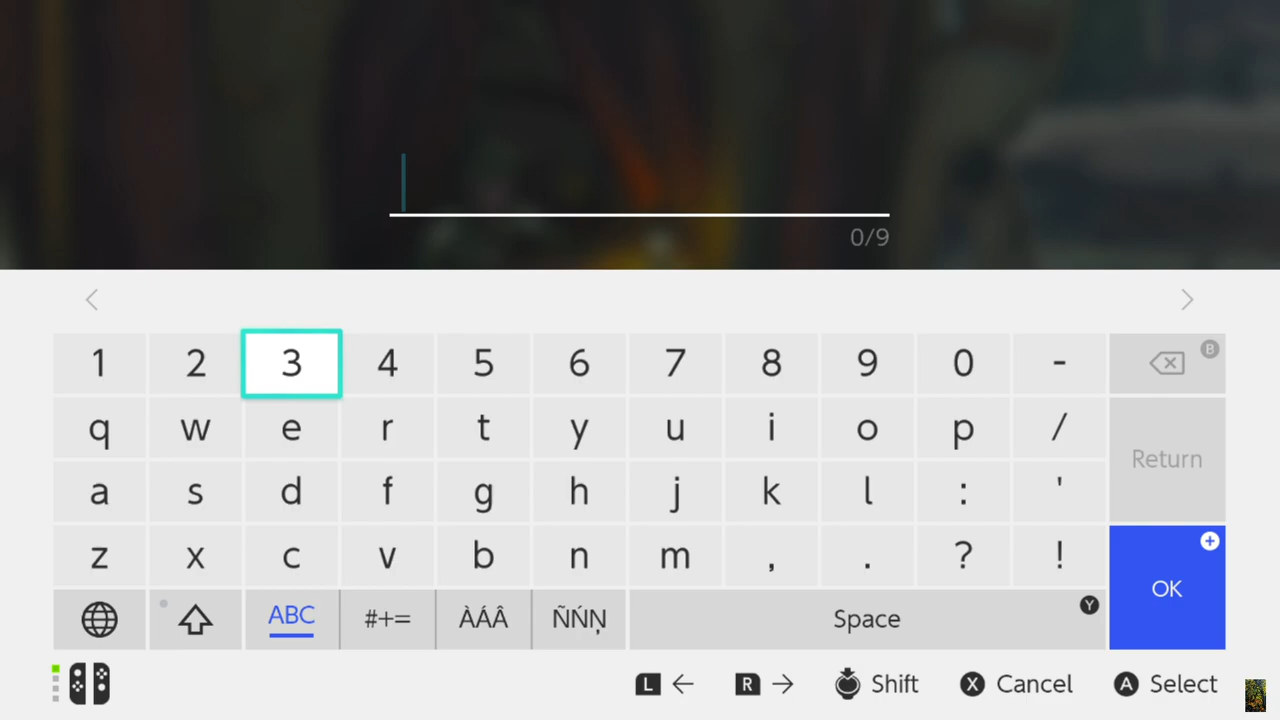 0/9
1 2 3 4 5 6 7 8 9 0 -
B
q w e r t y u i o p /
Return
a s d f g h j k l : '
z x c v b n m , . ? !
+
OK
ABC #+= ÀÁÂ ÑŃŅ Space Y
L ← R → Shift X Cancel A Select